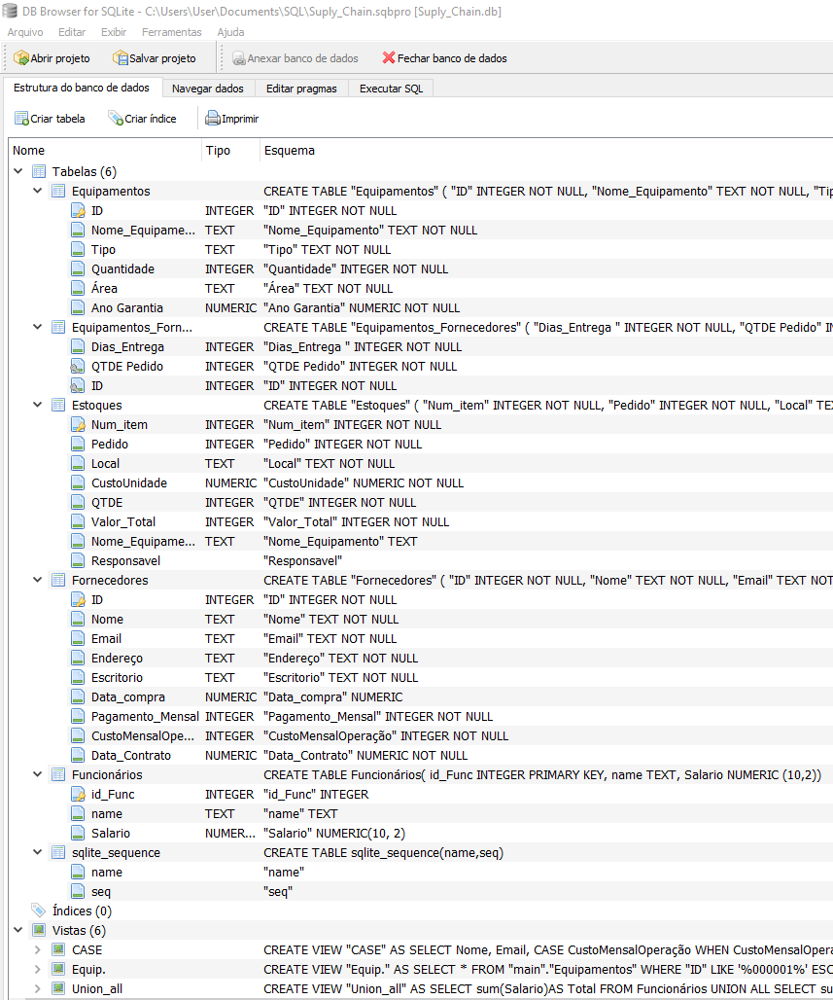 DB Browser for SQLite - C:\Users\User\Documents\SQL\Suply_Chain.sqbpro [Suply_Chain.db]
Arquivo Editar Exibir Ferramentas Ajuda
Abrir projeto Salvar projeto Anexar banco de dados Fechar banco de dados
Estrutura do banco de dados Navegar dados Editar pragmas Executar SQL
Criar tabela Criar índice Imprimir
Nome Tipo Esquema
Tabelas (6)
Equipamentos CREATE TABLE "Equipamentos" ( "ID" INTEGER NOT NULL, "Nome_Equipamento" TEXT NOT NULL, "Tip
ID INTEGER "ID" INTEGER NOT NULL
Nome_Equipame... TEXT "Nome_Equipamento" TEXT NOT NULL
Tipo TEXT "Tipo" TEXT NOT NULL
Quantidade INTEGER "Quantidade" INTEGER NOT NULL
Área TEXT "Área" TEXT NOT NULL
Ano Garantia NUMERIC "Ano Garantia" NUMERIC NOT NULL
Equipamentos_Forn... CREATE TABLE "Equipamentos_Fornecedores" ( "Dias_Entrega " INTEGER NOT NULL, "QTDE Pedido" IN
Dias_Entrega INTEGER "Dias_Entrega " INTEGER NOT NULL
QTDE Pedido INTEGER "QTDE Pedido" INTEGER NOT NULL
ID INTEGER "ID" INTEGER NOT NULL
Estoques CREATE TABLE "Estoques" ( "Num_item" INTEGER NOT NULL, "Pedido" INTEGER NOT NULL, "Local" TEX
Num_item INTEGER "Num_item" INTEGER NOT NULL
Pedido INTEGER "Pedido" INTEGER NOT NULL
Local TEXT "Local" TEXT NOT NULL
CustoUnidade NUMERIC "CustoUnidade" NUMERIC NOT NULL
QTDE INTEGER "QTDE" INTEGER NOT NULL
Valor_Total INTEGER "Valor_Total" INTEGER NOT NULL
Nome_Equipame... TEXT "Nome_Equipamento" TEXT
Responsavel "Responsavel"
Fornecedores CREATE TABLE "Fornecedores" ( "ID" INTEGER NOT NULL, "Nome" TEXT NOT NULL, "Email" TEXT NOT
ID INTEGER "ID" INTEGER NOT NULL
Nome TEXT "Nome" TEXT NOT NULL
Email TEXT "Email" TEXT NOT NULL
Endereço TEXT "Endereço" TEXT NOT NULL
Escritorio TEXT "Escritorio" TEXT NOT NULL
Data_compra NUMERIC "Data_compra" NUMERIC
Pagamento_Mensal INTEGER "Pagamento_Mensal" INTEGER NOT NULL
CustoMensalOpe... INTEGER "CustoMensalOperação" INTEGER NOT NULL
Data_Contrato NUMERIC "Data_Contrato" NUMERIC NOT NULL
Funcionários CREATE TABLE Funcionários( id_Func INTEGER PRIMARY KEY, name TEXT, Salario NUMERIC (10,2))
id_Func INTEGER "id_Func" INTEGER
name TEXT "name" TEXT
Salario NUMER... "Salario" NUMERIC(10, 2)
sqlite_sequence CREATE TABLE sqlite_sequence(name,seq)
name "name"
seq "seq"
Índices (0)
Vistas (6)
CASE CREATE VIEW "CASE" AS SELECT Nome, Email, CASE CustoMensalOperação WHEN CustoMensalOpera
Equip. CREATE VIEW "Equip." AS SELECT * FROM "main"."Equipamentos" WHERE "ID" LIKE '%000001%' ESC
Union_all CREATE VIEW "Union_all" AS SELECT sum(Salario)AS Total FROM Funcionários UNION ALL SELECT su